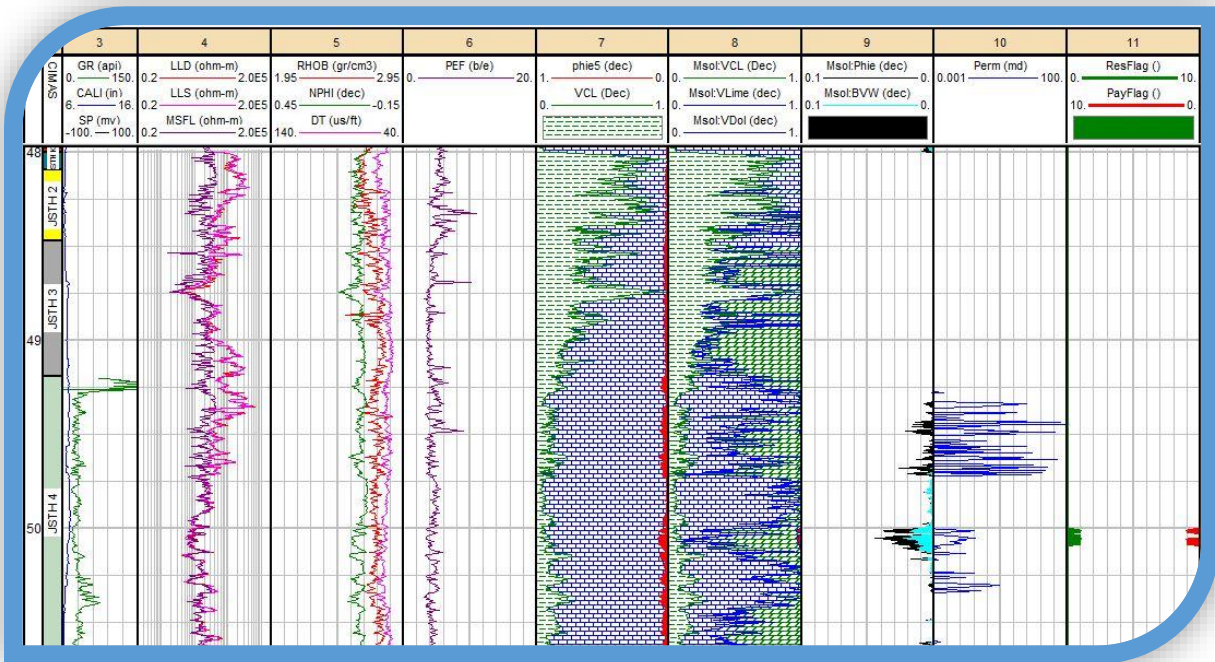 3 4 5 6 7 8 9 10 11
CIMAS
GR (api)
0. 150.
CALI (in)
6. 16.
SP (mv)
-100. 100.
LLD (ohm-m)
0.2 2.0E5
LLS (ohm-m)
0.2 2.0E5
MSFL (ohm-m)
0.2 2.0E5
RHOB (gr/cm3)
1.95 2.95
NPHI (dec)
0.45 -0.15
DT (us/ft)
140. 40.
PEF (b/e)
0. 20.
phie5 (dec)
1. 0.
VCL (Dec)
0. 1.
Msol:VCL (Dec)
0. 1.
Msol:VLime (dec)
0. 1.
Msol:VDol (dec)
0. 1.
Msol:Phie (dec)
0.1 0.
Msol:BVW (dec)
0.1 0.
Perm (md)
0.001 100.
ResFlag ()
0. 10.
PayFlag ()
10. 0.
48
JSTH 2
JSTH 3
49
JSTH 4
50